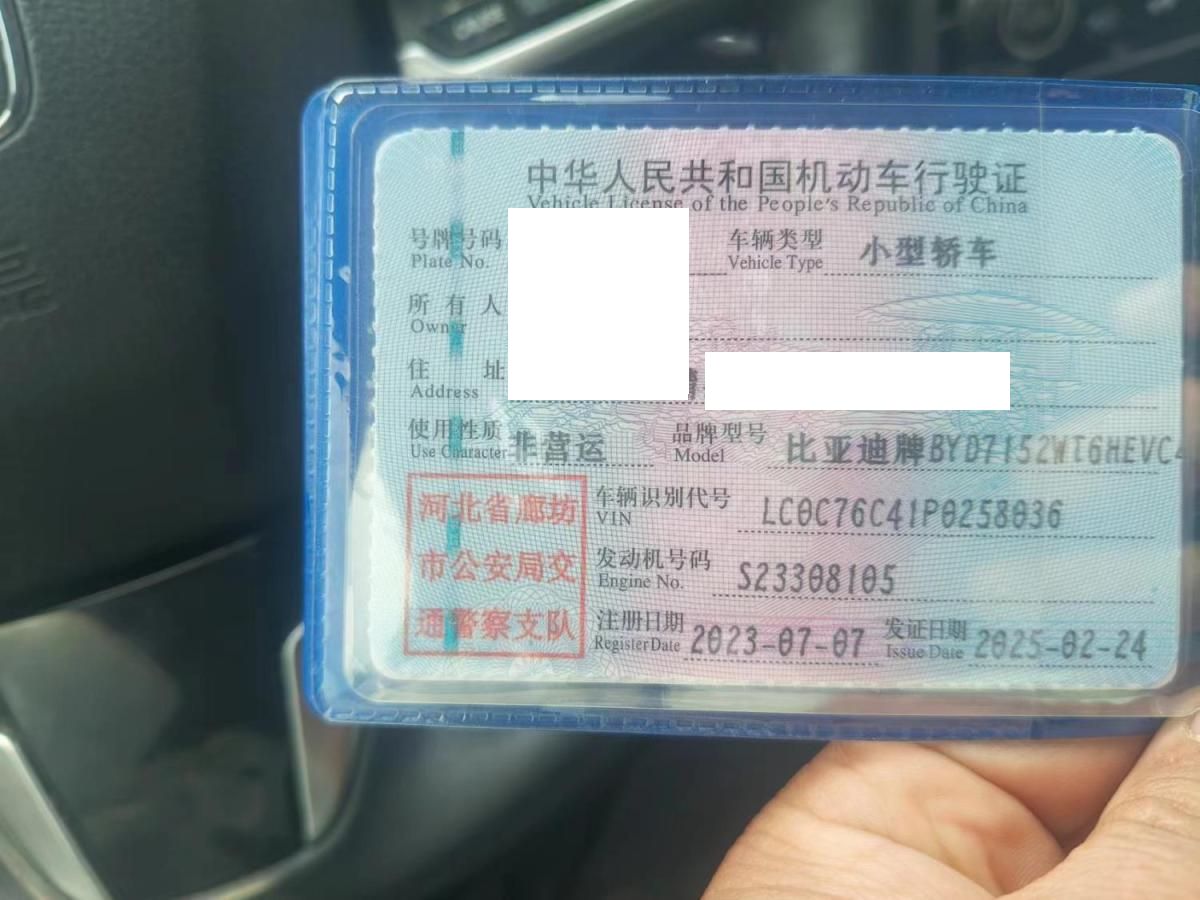 中华人民共和国机动车行驶证
Vehicle License of the People's Republic of China
号牌号码 车辆类型 小型轿车
Plate No. Vehicle Type
所有人
Owner
住址
Address
使用性质 非营运 品牌型号 比亚迪牌BYD7152WT6HEVC4
Use Character Model
河北省廊坊
市公安局交
通警察支队
车辆识别代号 LC0C76C41P0258036
VIN
发动机号码 S23308105
Engine No.
注册日期 2023-07-07 发证日期 2025-02-24
Register Date Issue Date